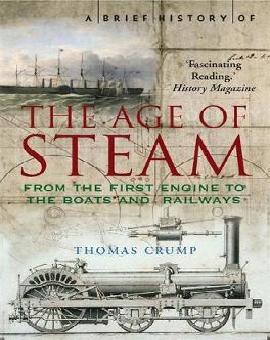 A BRIEF HISTORY OF
'Fascinating
Reading.'
History Magazine
THE AGE OF
STEAM
FROM THE FIRST ENGINE TO
THE BOATS AND RAILWAYS
THOMAS CRUMP